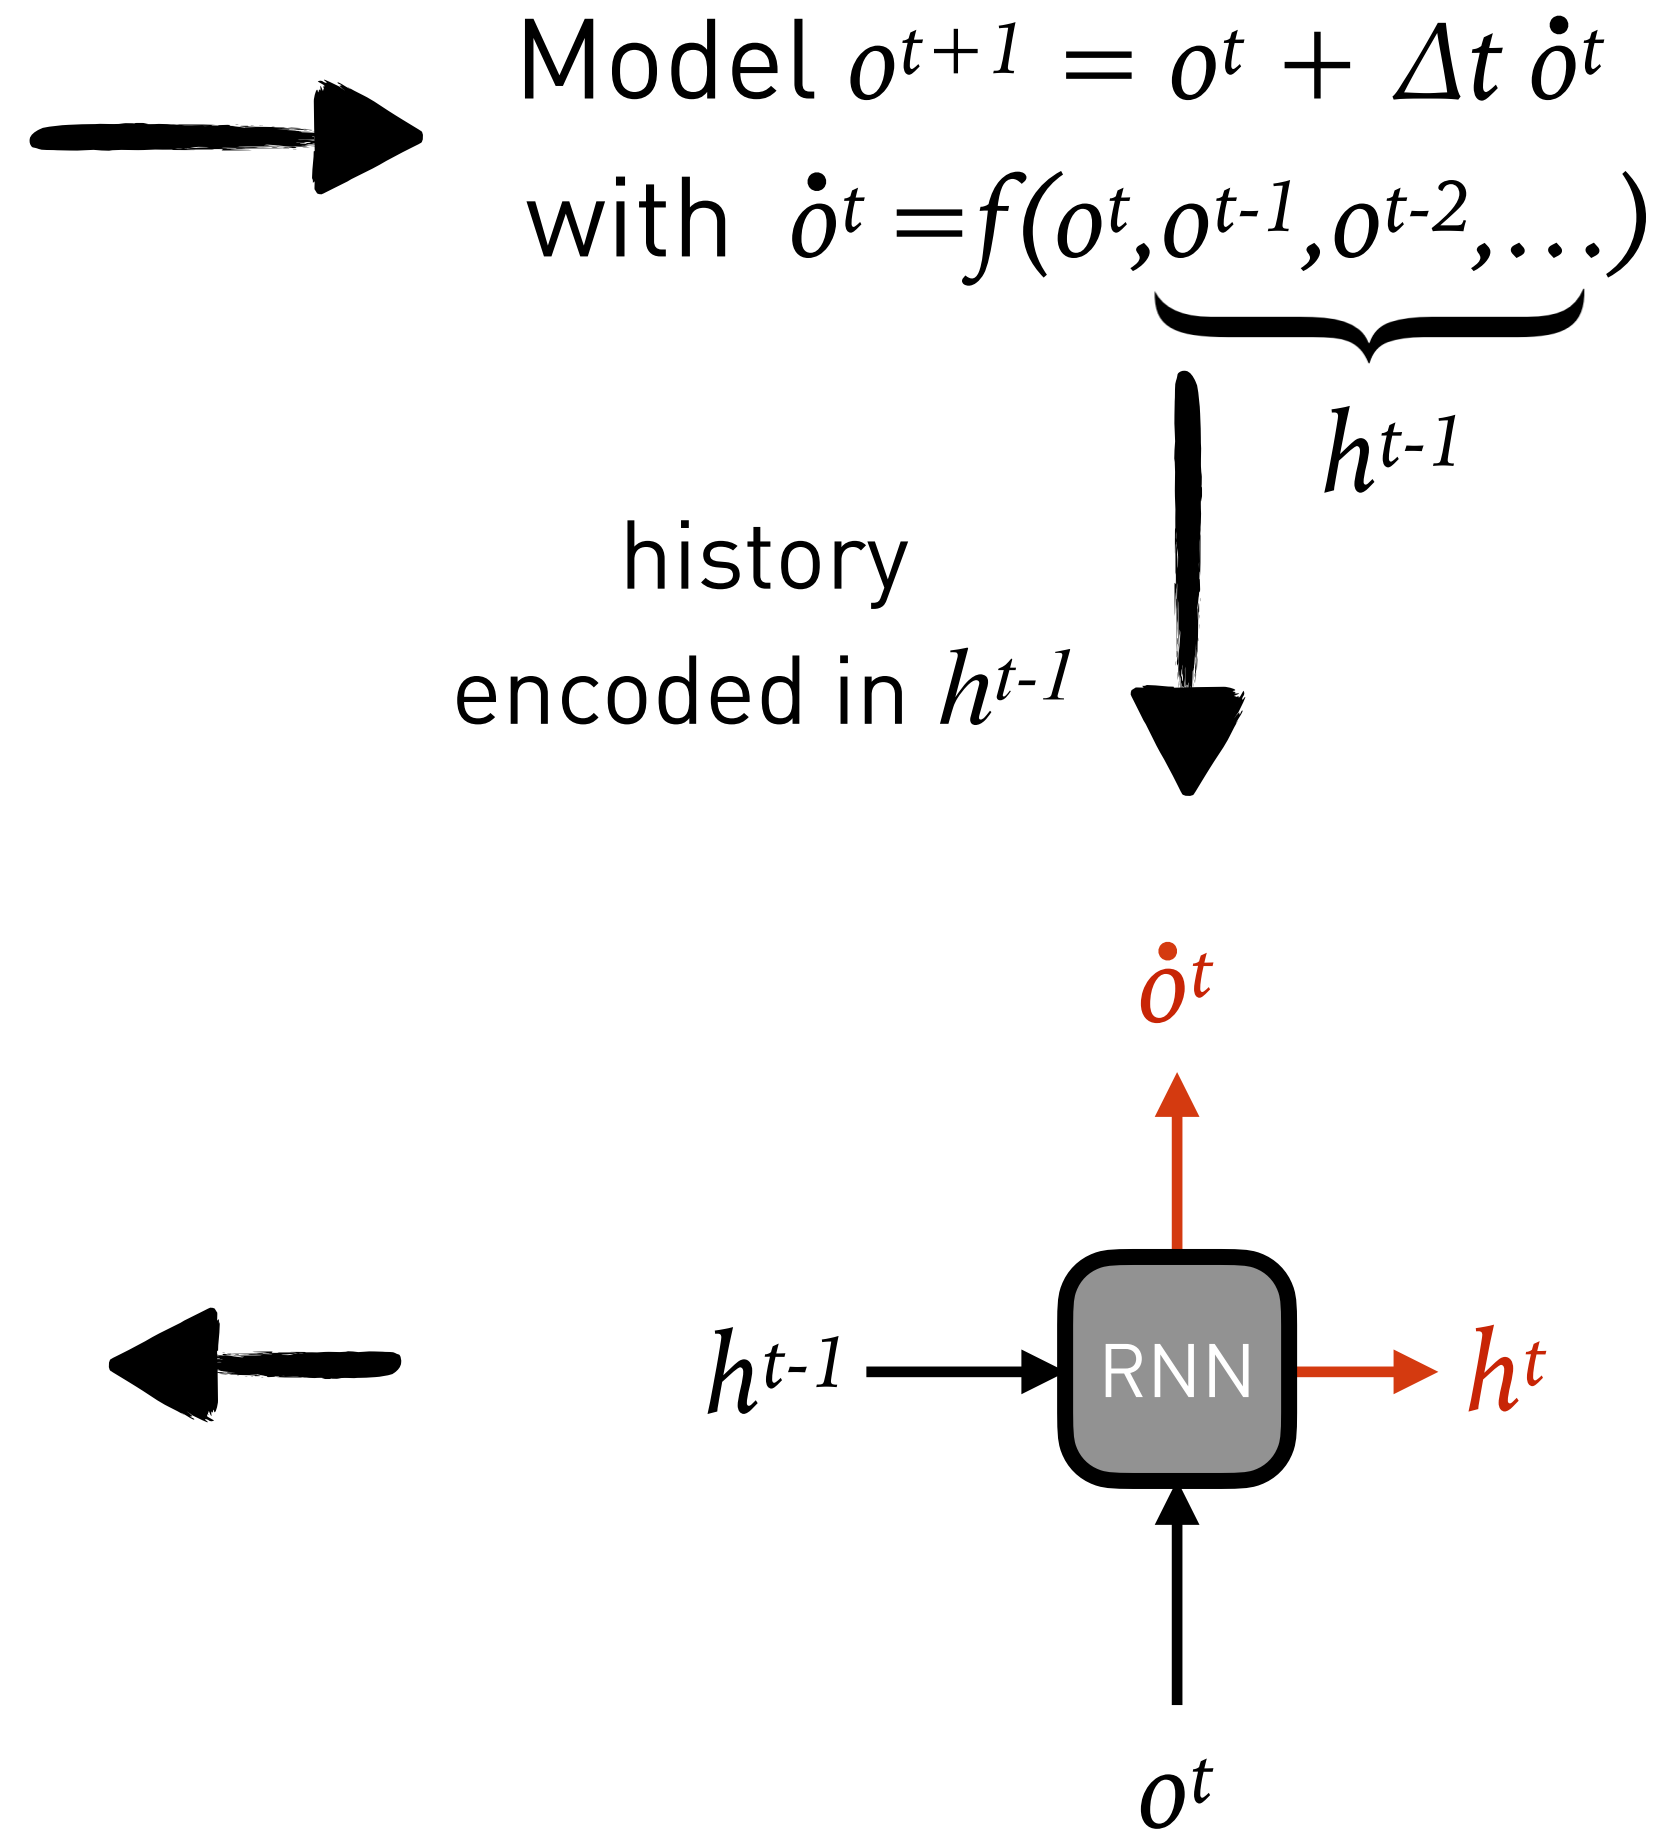 Model oᵗ⁺¹ = oᵗ + Δt ȯᵗ
with ȯᵗ =f(oᵗ,oᵗ⁻¹,oᵗ⁻²,...)
hᵗ⁻¹
history
encoded in hᵗ⁻¹
ȯᵗ
hᵗ⁻¹ RNN hᵗ
oᵗ